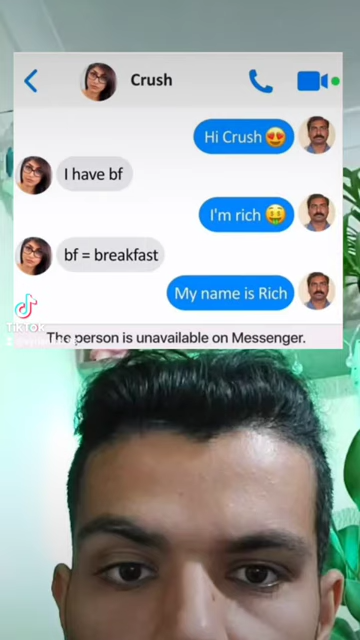 Crush
Hi Crush 😍
I have bf
I'm rich 🤑
bf = breakfast
My name is Rich
TikTok
The person is unavailable on Messenger.